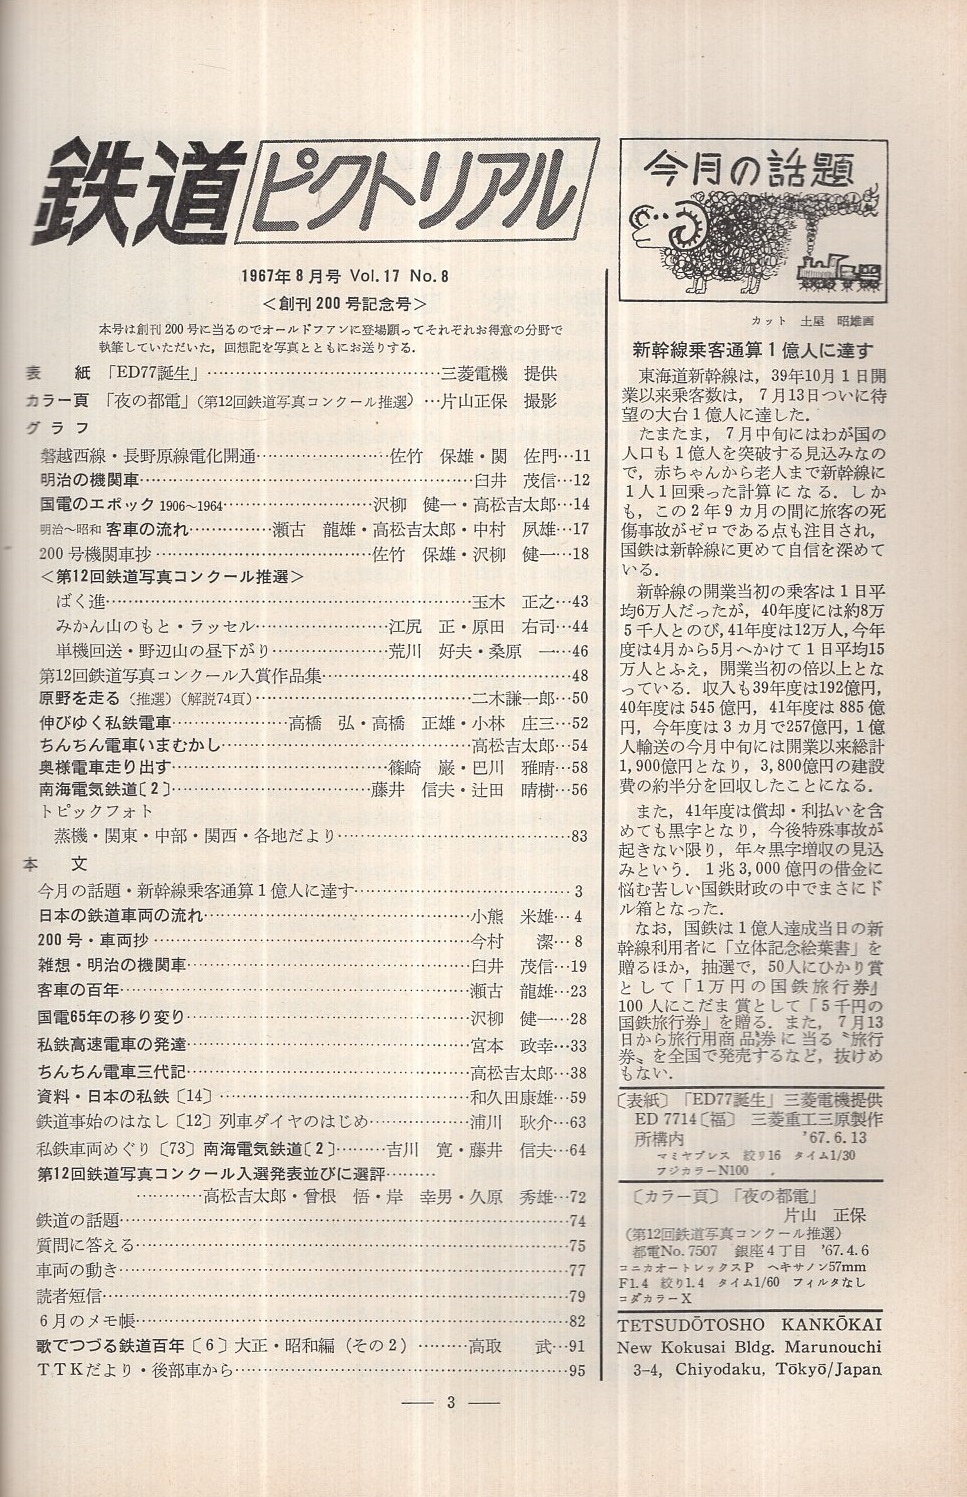 鉄道ピクトリアル
1967年8月号 Vol.17 No.8
＜創刊200号記念号＞
本号は創刊200号に当るのでオールドファンに登場願ってそれぞれお得意の分野で
執筆していただいた，回想記を写真とともにお送りする．
表　紙 「ED77誕生」……三菱電機　提供
カラー頁 「夜の都電」(第12回鉄道写真コンクール推選)…片山正保　撮影
グラフ
磐越西線・長野原線電化開通……佐竹　保雄・関　佐門…11
明治の機関車……臼井　茂信…12
国電のエポック 1906～1964……沢柳　健一・高松吉太郎…14
明治～昭和 客車の流れ……瀬古　龍雄・高松吉太郎・中村　夙雄…17
200号機関車抄……佐竹　保雄・沢柳　健一…18
＜第12回鉄道写真コンクール推選＞
ばく進……玉木　正之…43
みかん山のもと・ラッセル……江尻　正・原田　右司…44
単機回送・野辺山の昼下がり……荒川　好夫・桑原　一…46
第12回鉄道写真コンクール入賞作品集……48
原野を走る（推選）（解説74頁）……二木謙一郎…50
伸びゆく私鉄電車……高橋　弘・高橋　正雄・小林　庄三…52
ちんちん電車いまむかし……高松吉太郎…54
奥様電車走り出す……篠崎　巌・巴川　雅晴…58
南海電気鉄道〔2〕……藤井　信夫・辻田　晴樹…56
トピックフォト
蒸機・関東・中部・関西・各地だより……83
本　文
今月の話題・新幹線乗客通算1億人に達す……3
日本の鉄道車両の流れ……小熊　米雄…4
200号・車両抄……今村　潔…8
雑想・明治の機関車……臼井　茂信…19
客車の百年……瀬古　龍雄…23
国電65年の移り変り……沢柳　健一…28
私鉄高速電車の発達……宮本　政幸…33
ちんちん電車三代記……高松吉太郎…38
資料・日本の私鉄〔14〕……和久田康雄…59
鉄道事始のはなし〔12〕列車ダイヤのはじめ……浦川　耿介…63
私鉄車両めぐり〔73〕南海電気鉄道〔2〕……吉川　寛・藤井　信夫…64
第12回鉄道写真コンクール入選発表並びに選評………
…………高松吉太郎・曾根　悟・岸　幸男・久原　秀雄…72
鉄道の話題……74
質問に答える……75
車両の動き……77
読者短信……79
6月のメモ帳……82
歌でつづる鉄道百年〔6〕大正・昭和編（その2）………高取　武…91
TTKだより・後部車から……95
今月の話題
カット　土屋　昭雄画
新幹線乗客通算1億人に達す
東海道新幹線は，39年10月1日開
業以来乗客数は，7月13日ついに待
望の大台1億人に達した．
たまたま，7月中旬にはわが国の
人口も1億人を突破する見込みなの
で，赤ちゃんから老人まで新幹線に
1人1回乗った計算になる．しか
も，この2年9カ月の間に旅客の死
傷事故がゼロである点も注目され，
国鉄は新幹線に更めて自信を深めて
いる．
新幹線の開業当初の乗客は1日平
均6万人だったが，40年度には約8万
5千人とのび，41年度は12万人，今年
度は4月から5月へかけて1日平均15
万人とふえ，開業当初の倍以上とな
っている．収入も39年度は192億円，
40年度は545億円，41年度は885億
円，今年度は3カ月で257億円，1億
人輸送の今月中旬には開業以来総計
1,900億円となり，3,800億円の建設
費の約半分を回収したことになる．
また，41年度は償却・利払いを含
めても黒字となり，今後特殊事故が
起きない限り，年々黒字増収の見込
みという．1兆3,000億円の借金に
悩む苦しい国鉄財政の中でまさにド
ル箱となった．
なお，国鉄は1億人達成当日の新
幹線利用者に「立体記念絵葉書」を
贈るほか，抽選で，50人にひかり賞
として「1万円の国鉄旅行券」
100人にこだま賞として「5千円の
国鉄旅行券」を贈る．また，7月13
日から旅行用商品券に当る〝旅行
券〟を全国で発売するなど，抜けめ
もない．
〔表紙〕「ED77誕生」三菱電機提供
ED 7714〔福〕 三菱重工三原製作
所構内　'67.6.13
マミヤプレス　絞り16　タイム1/30
フジカラーN100
〔カラー頁〕「夜の都電」
片山　正保
（第12回鉄道写真コンクール推選）
都電No.7507　銀座4丁目　'67.4.6
コニカオートレックスP　ヘキサノン57mm
F1.4　絞り1.4　タイム1/60　フィルタなし
コダカラーX
TETSUDŌTOSHO KANKŌKAI
New Kokusai Bldg. Marunouchi
3-4, Chiyodaku, Tōkyō/Japan
— 3 —